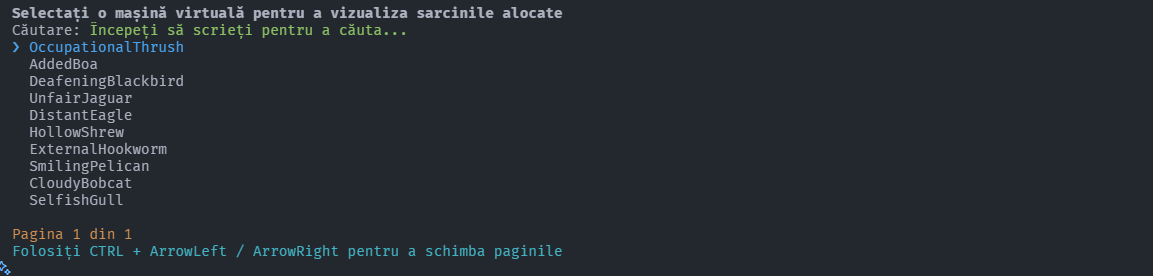 Selectați o mașină virtuală pentru a vizualiza sarcinile alocate
Căutare: Începeți să scrieți pentru a căuta...
❯ OccupationalThrush
AddedBoa
DeafeningBlackbird
UnfairJaguar
DistantEagle
HollowShrew
ExternalHookworm
SmilingPelican
CloudyBobcat
SelfishGull
Pagina 1 din 1
Folosiți CTRL + ArrowLeft / ArrowRight pentru a schimba paginile